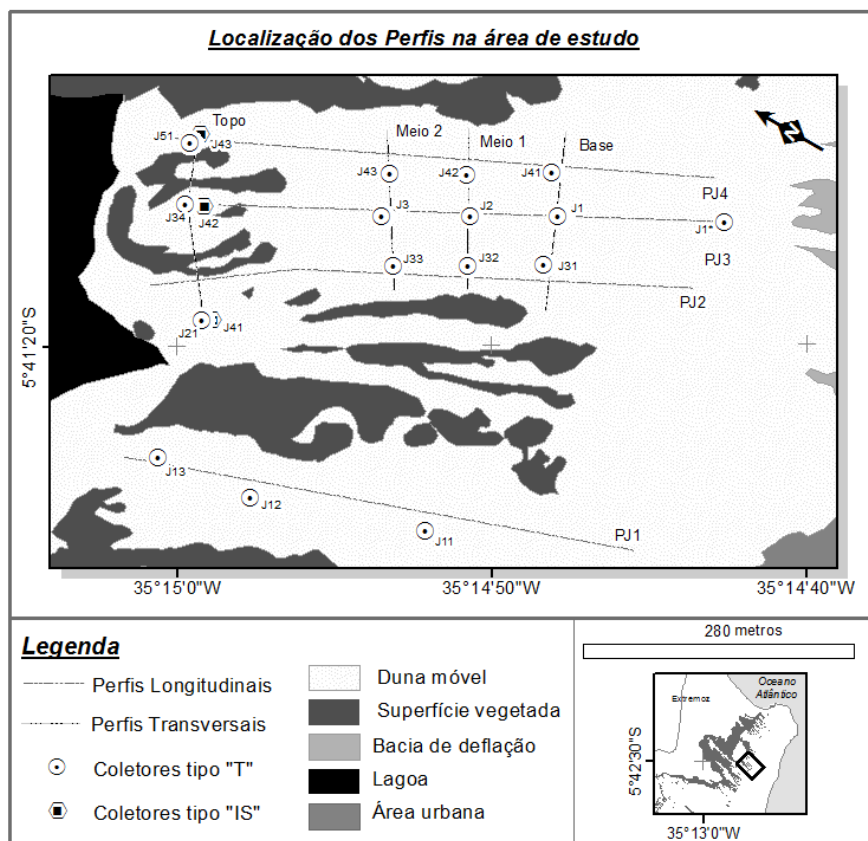 Localização dos Perfis na área de estudo
Topo
J51
J43
Meio 2
Meio 1
Base
N
J43
J42
J41
PJ4
J34
J42
J3
J2
J1
J1*
PJ3
J33
J32
J31
PJ2
J21
J41
5°41'20"S
J13
J12
J11
PJ1
35°15'0"W
35°14'50"W
35°14'40"W
Legenda
Perfis Longitudinais
Perfis Transversais
Coletores tipo "T"
Coletores tipo "IS"
Duna móvel
Superfície vegetada
Bacia de deflação
Lagoa
Área urbana
280 metros
Oceano
Atlântico
Extremoz
5°42'30"S
35°13'0"W